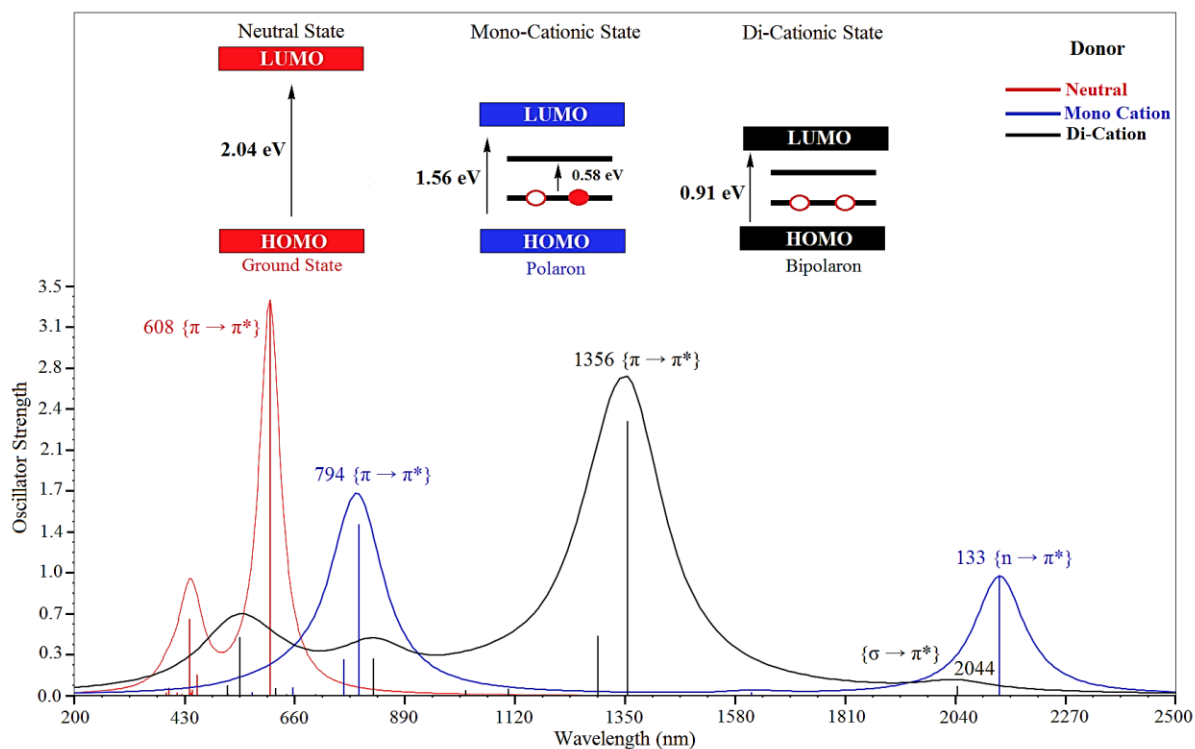 Neutral State
Mono-Cationic State
Di-Cationic State
Donor
Neutral
Mono Cation
Di-Cation
LUMO
2.04 eV
HOMO
Ground State
LUMO
1.56 eV
0.58 eV
HOMO
Polaron
LUMO
0.91 eV
HOMO
Bipolaron
Oscillator Strength
3.5
3.1
2.8
2.4
2.1
1.7
1.4
1.0
0.7
0.3
0.0
608 {π → π*}
794 {π → π*}
1356 {π → π*}
133 {n → π*}
{σ → π*}
2044
200 430 660 890 1120 1350 1580 1810 2040 2270 2500
Wavelength (nm)